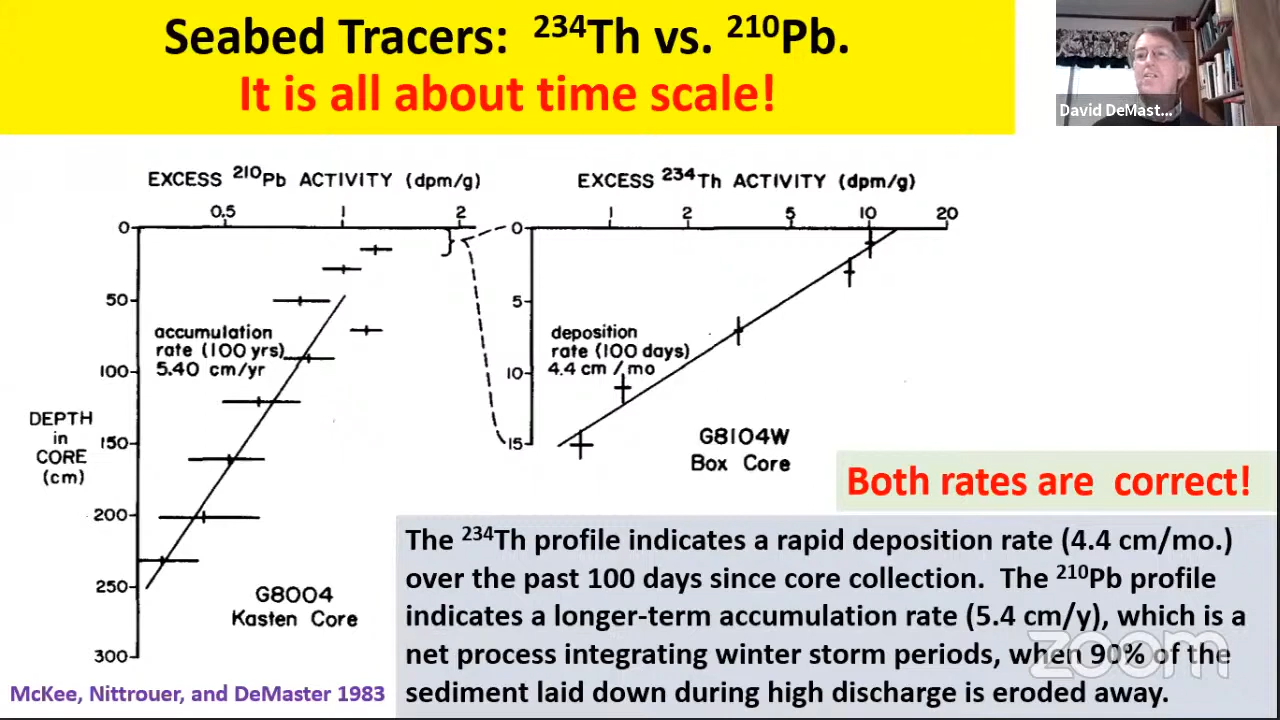 Seabed Tracers: ²³⁴Th vs. ²¹⁰Pb.
It is all about time scale!
David DeMast...
EXCESS ²¹⁰Pb ACTIVITY (dpm/g)
0.5 1 2
0
50
100
150
200
250
300
DEPTH
in
CORE
(cm)
accumulation
rate (100 yrs)
5.40 cm/yr
G8004
Kasten Core
EXCESS ²³⁴Th ACTIVITY (dpm/g)
1 2 5 10 20
0
5
10
15
deposition
rate (100 days)
4.4 cm/mo
G8104W
Box Core
Both rates are correct!
The ²³⁴Th profile indicates a rapid deposition rate (4.4 cm/mo.)
over the past 100 days since core collection. The ²¹⁰Pb profile
indicates a longer-term accumulation rate (5.4 cm/y), which is a
net process integrating winter storm periods, when 90% of the
sediment laid down during high discharge is eroded away.
McKee, Nittrouer, and DeMaster 1983
zoom